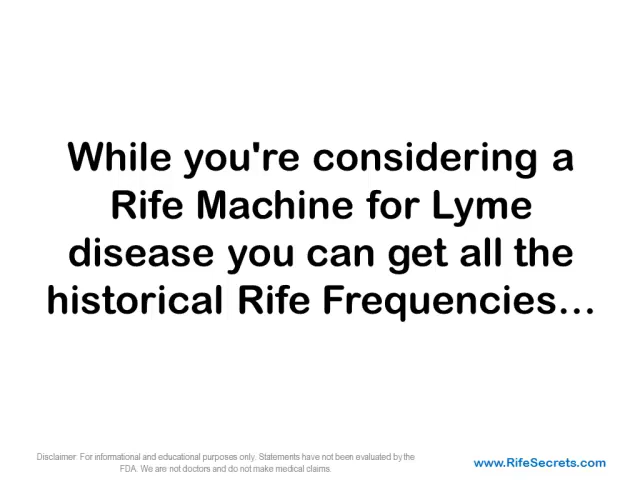 While you're considering a
Rife Machine for Lyme
disease you can get all the
historical Rife Frequencies...
Disclaimer: For informational and educational purposes only. Statements have not been evaluated by the
FDA. We are not doctors and do not make medical claims.
www.RifeSecrets.com